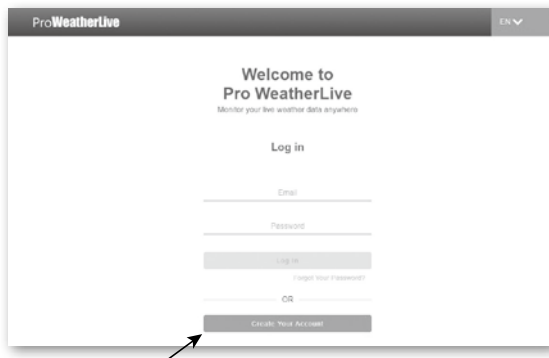 ProWeatherLive
EN
Welcome to
Pro WeatherLive
Monitor your live weather data anywhere
Log in
Email
Password
Log in
Forgot Your Password?
OR
Create Your Account